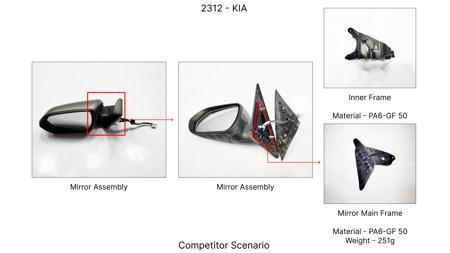 2312 - KIA
Inner Frame
Material - PA6-GF 50
Mirror Assembly
Mirror Assembly
Mirror Main Frame
Material - PA6-GF 50
Weight - 251g
Competitor Scenario